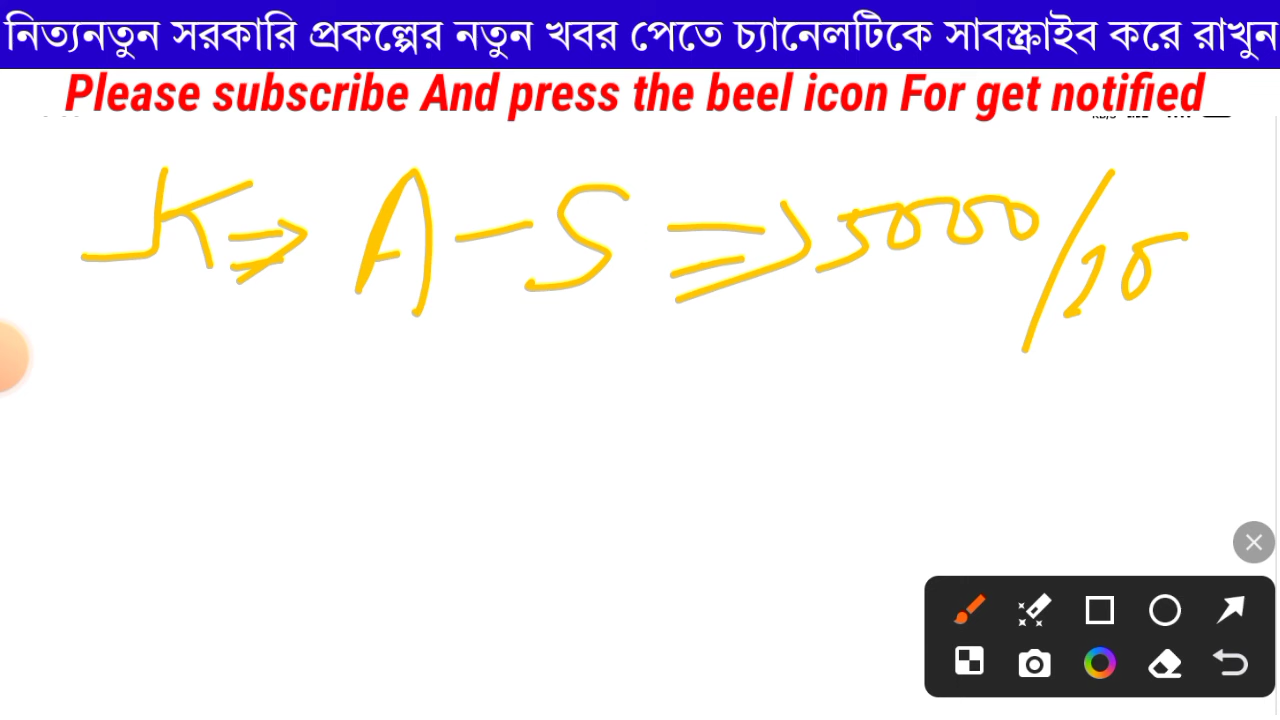 নিত্যনতুন সরকারি প্রকল্পের নতুন খবর পেতে চ্যানেলটিকে সাবস্ক্রাইব করে রাখুন
Please subscribe And press the beel icon For get notified
K⇒ A-S ⇒ 5000/20